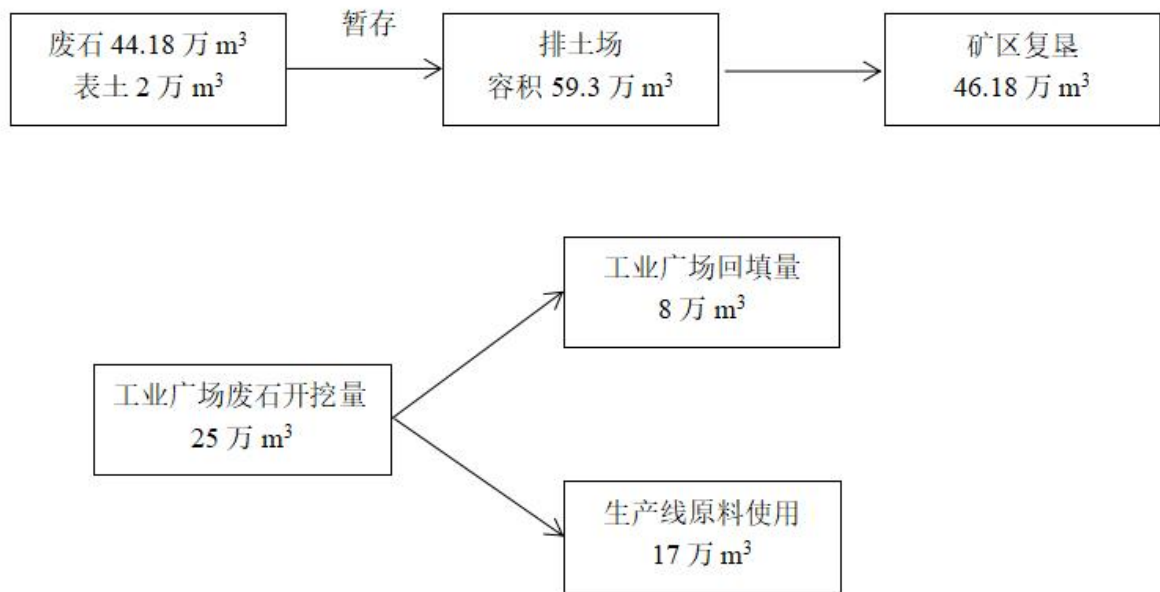 废石 44.18 万 m³
表土 2 万 m³
暂存
排土场
容积 59.3 万 m³
矿区复垦
46.18 万 m³
工业广场回填量
8 万 m³
工业广场废石开挖量
25 万 m³
生产线原料使用
17 万 m³